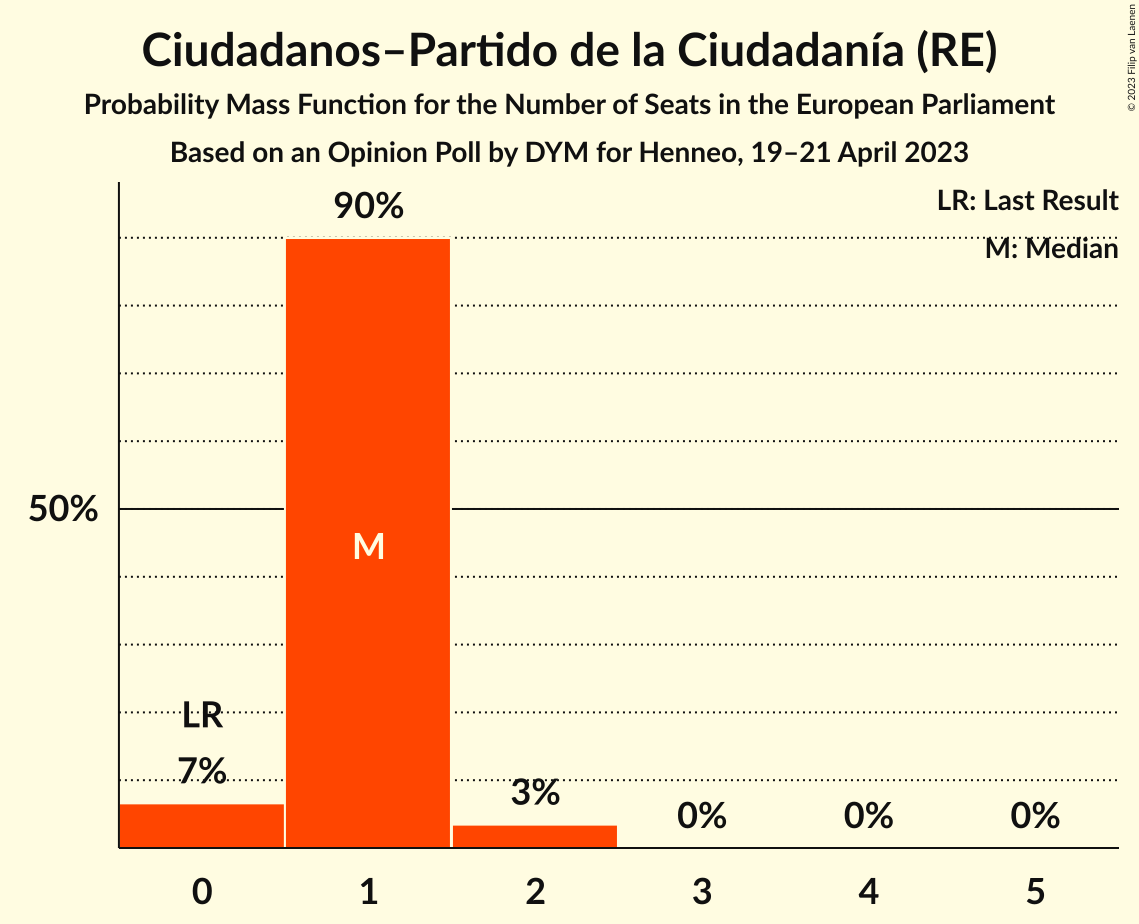 Ciudadanos–Partido de la Ciudadanía (RE)
Probability Mass Function for the Number of Seats in the European Parliament
Based on an Opinion Poll by DYM for Henneo, 19–21 April 2023
© 2023 Filip van Laenen
LR: Last Result
M: Median
90%
50%
M
LR
7%
3%
0%
0%
0%
0 1 2 3 4 5